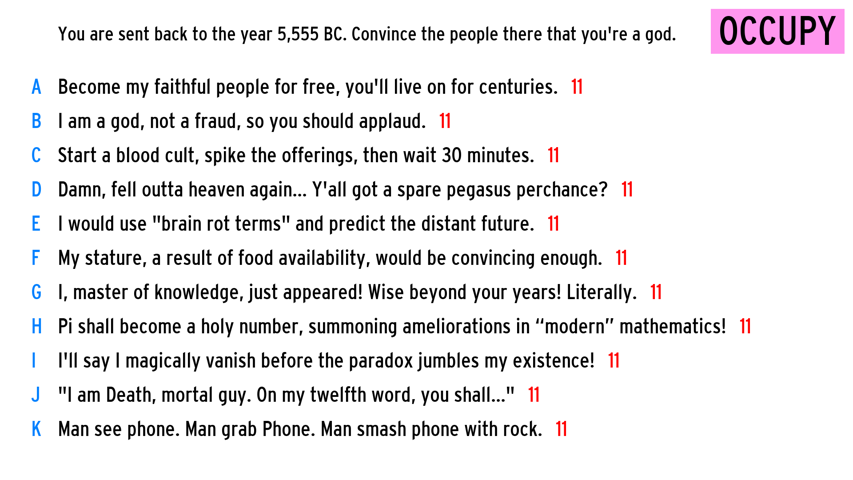 You are sent back to the year 5,555 BC. Convince the people there that you're a god.
OCCUPY
A Become my faithful people for free, you'll live on for centuries. 11
B I am a god, not a fraud, so you should applaud. 11
C Start a blood cult, spike the offerings, then wait 30 minutes. 11
D Damn, fell outta heaven again... Y'all got a spare pegasus perchance? 11
E I would use "brain rot terms" and predict the distant future. 11
F My stature, a result of food availability, would be convincing enough. 11
G I, master of knowledge, just appeared! Wise beyond your years! Literally. 11
H Pi shall become a holy number, summoning ameliorations in “modern” mathematics! 11
I I'll say I magically vanish before the paradox jumbles my existence! 11
J "I am Death, mortal guy. On my twelfth word, you shall..." 11
K Man see phone. Man grab Phone. Man smash phone with rock. 11